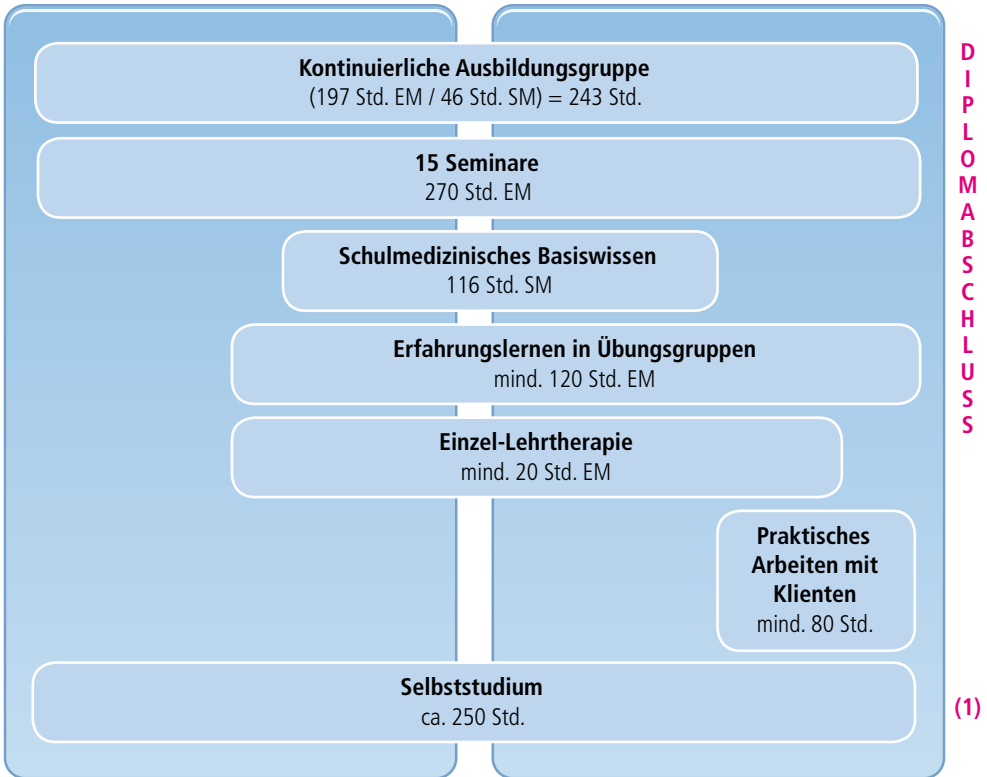 Kontinuierliche Ausbildungsgruppe
(197 Std. EM / 46 Std. SM) = 243 Std.
15 Seminare
270 Std. EM
Schulmedizinisches Basiswissen
116 Std. SM
Erfahrungslernen in Übungsgruppen
mind. 120 Std. EM
Einzel-Lehrtherapie
mind. 20 Std. EM
Praktisches
Arbeiten mit
Klienten
mind. 80 Std.
Selbststudium
ca. 250 Std.
D
I
P
L
O
M
A
B
S
C
H
L
U
S
S
(1)